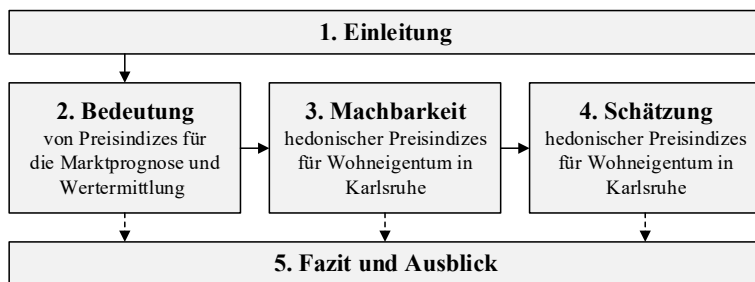 1. Einleitung
2. Bedeutung
von Preisindizes für
die Marktprognose und
Wertermittlung
3. Machbarkeit
hedonischer Preisindizes
für Wohneigentum in
Karlsruhe
4. Schätzung
hedonischer Preisindizes
für Wohneigentum in
Karlsruhe
5. Fazit und Ausblick